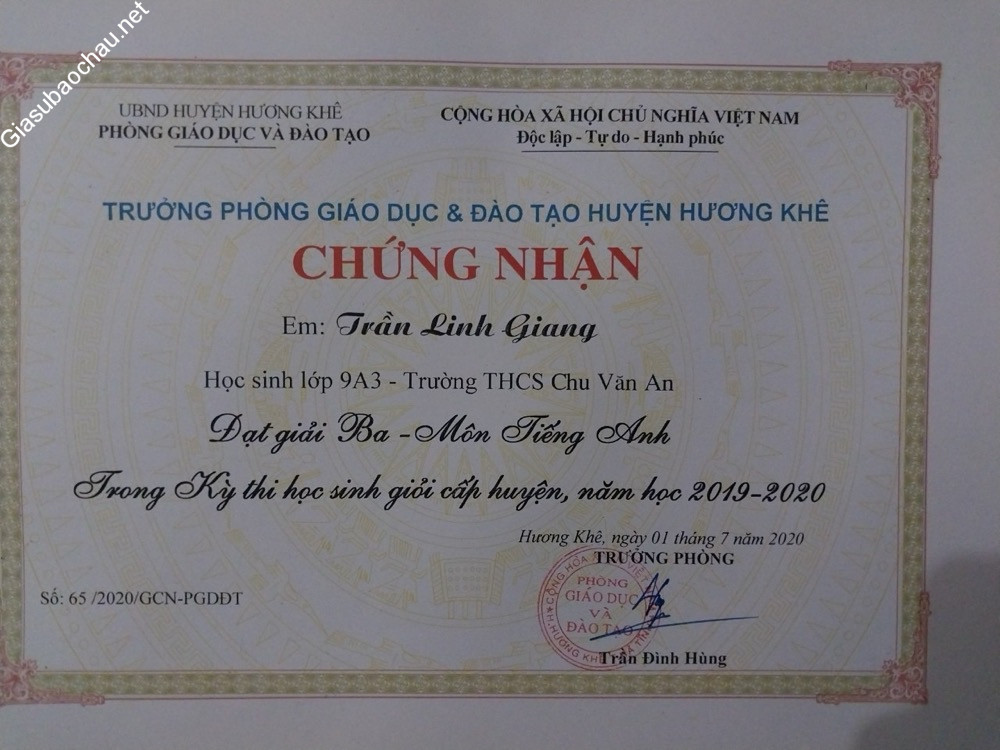 Giasubaochau.net
UBND HUYỆN HƯƠNG KHÊ
PHÒNG GIÁO DỤC VÀ ĐÀO TẠO
CỘNG HÒA XÃ HỘI CHỦ NGHĨA VIỆT NAM
Độc lập - Tự do - Hạnh phúc
TRƯỞNG PHÒNG GIÁO DỤC & ĐÀO TẠO HUYỆN HƯƠNG KHÊ
CHỨNG NHẬN
Em: Trần Linh Giang
Học sinh lớp 9A3 - Trường THCS Chu Văn An
Đạt giải Ba - Môn Tiếng Anh
Trong Kỳ thi học sinh giỏi cấp huyện, năm học 2019-2020
Hương Khê, ngày 01 tháng 7 năm 2020
TRƯỞNG PHÒNG
Số: 65 /2020/GCN-PGDĐT
PHÒNG
GIÁO DỤC
VÀ
ĐÀO TẠO
Trần Đình Hùng